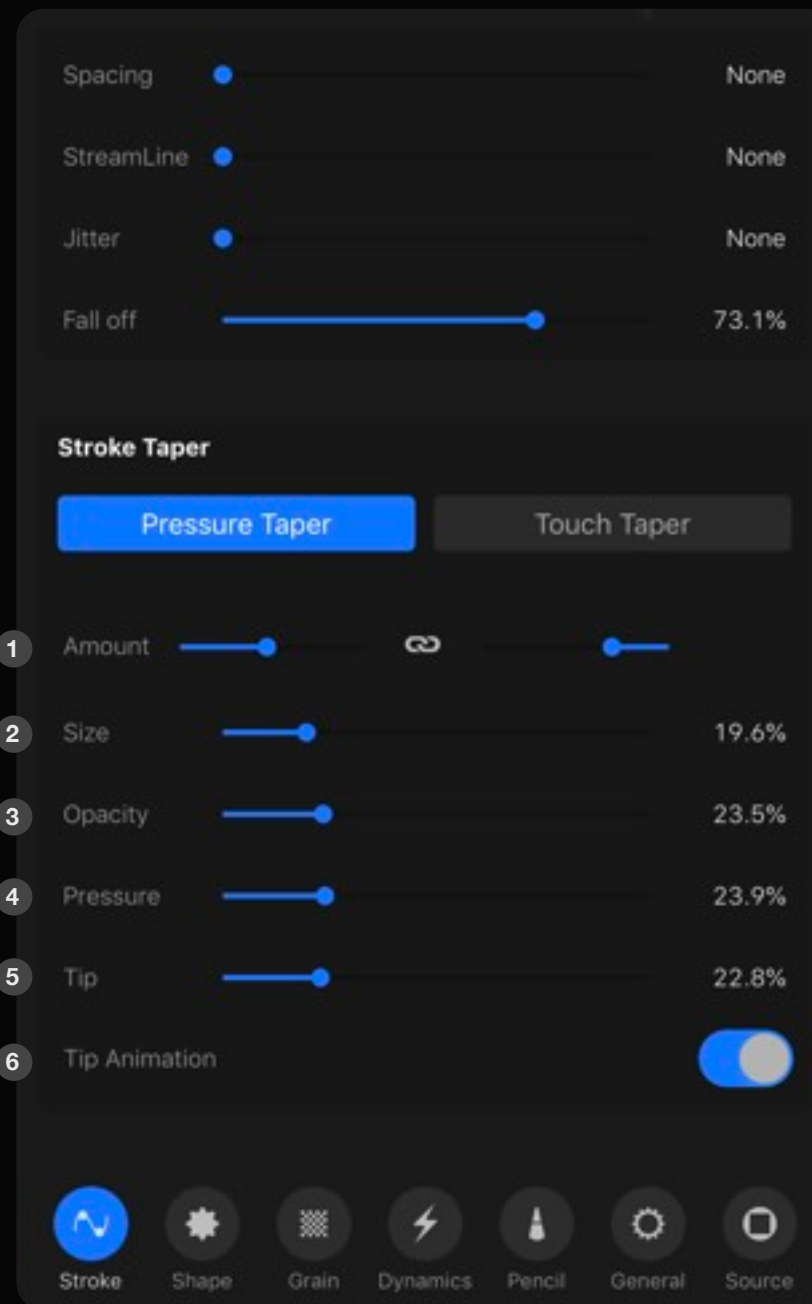 Spacing None
StreamLine None
Jitter None
Fall off 73.1%
Stroke Taper
Pressure Taper Touch Taper
1 Amount
2 Size 19.6%
3 Opacity 23.5%
4 Pressure 23.9%
5 Tip 22.8%
6 Tip Animation
Stroke Shape Grain Dynamics Pencil General Source